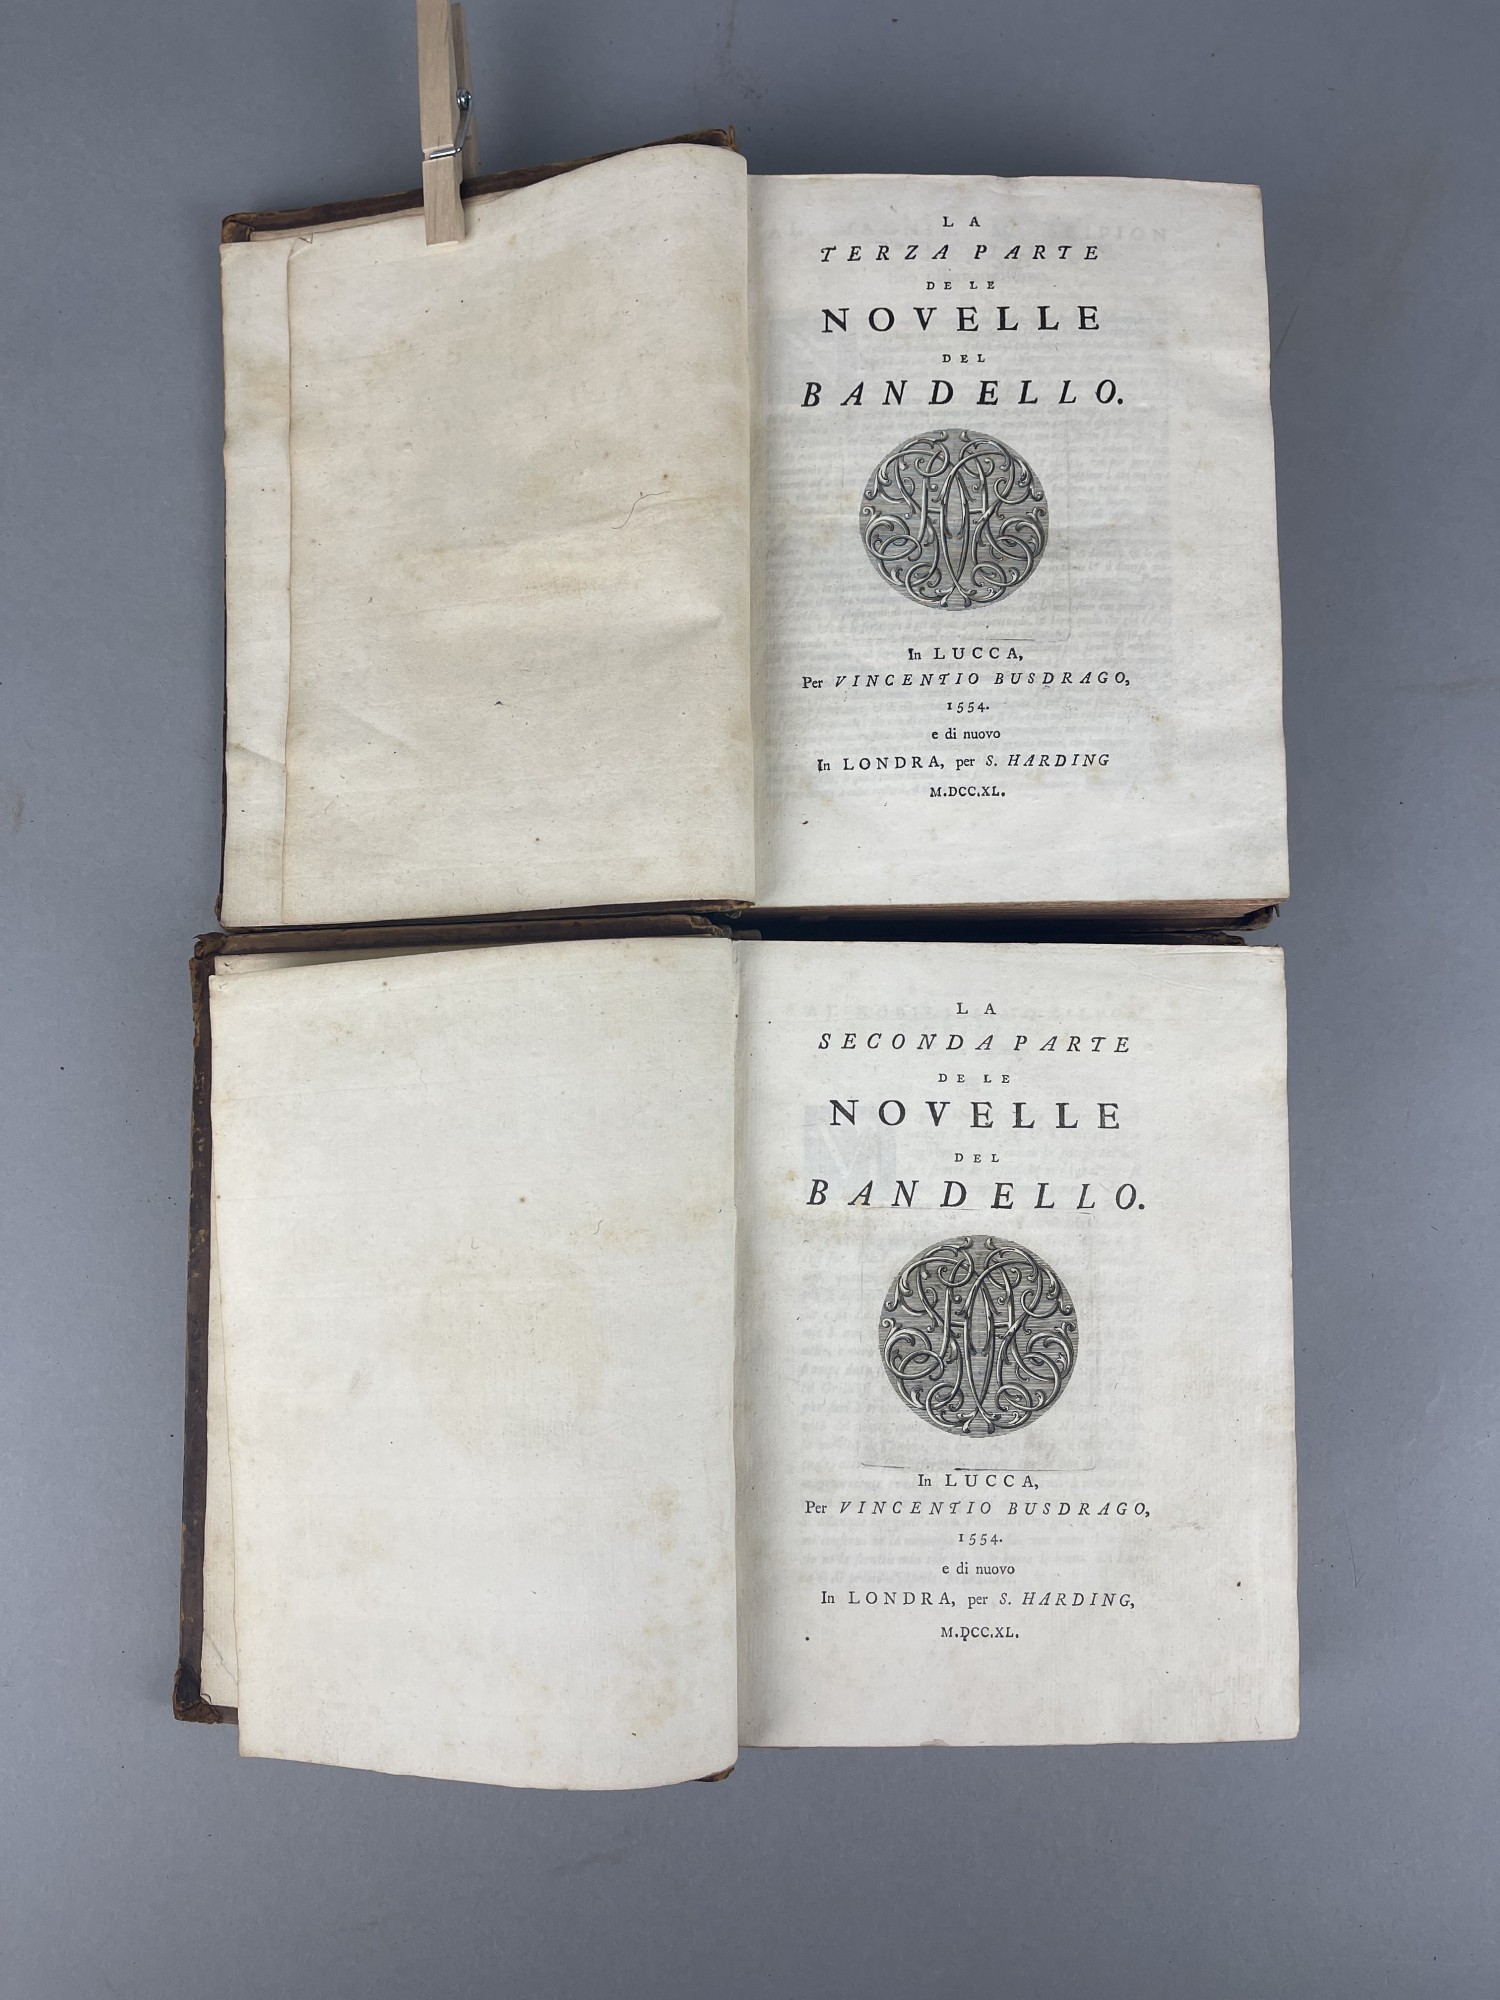 LA
TERZA PARTE
DE LE
NOVELLE
DEL
BANDELLO.
In LUCCA,
Per VINCENTIO BUSDRAGO,
1554.
e di nuovo
In LONDRA, per S. HARDING
M.DCC.XL.
LA
SECONDA PARTE
DE LE
NOVELLE
DEL
BANDELLO.
In LUCCA,
Per VINCENTIO BUSDRAGO,
1554.
e di nuovo
In LONDRA, per S. HARDING,
M.DCC.XL.